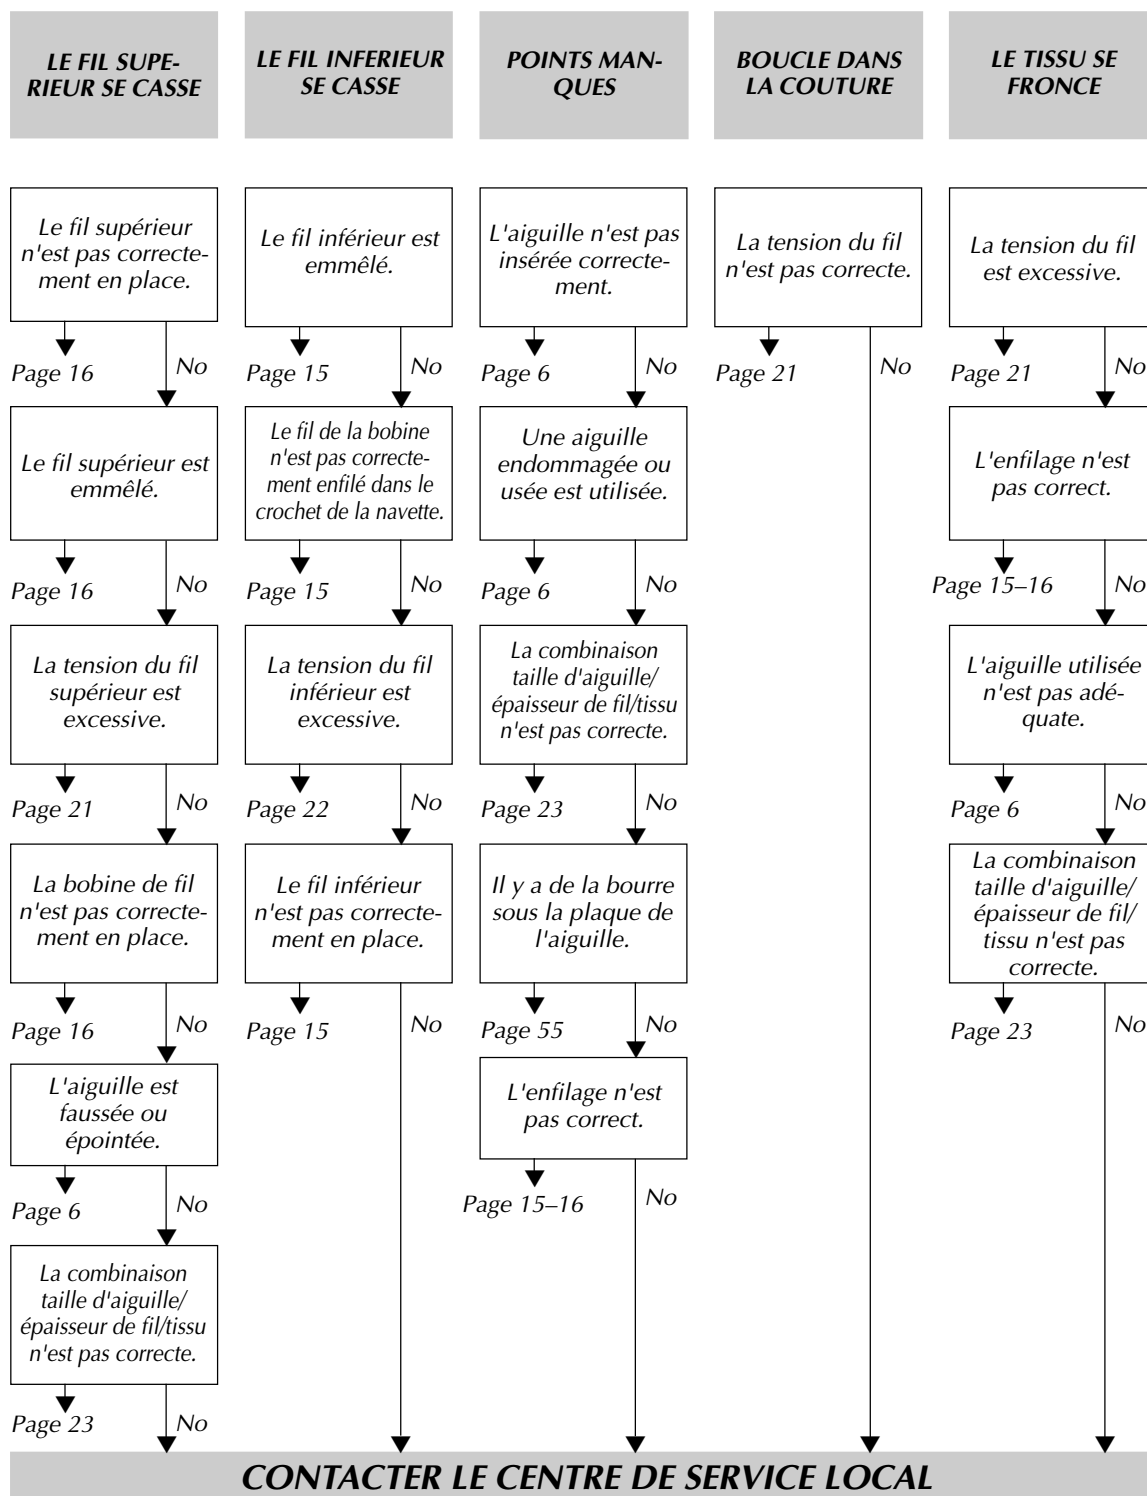 LE FIL SUPE-
RIEUR SE CASSE
LE FIL INFERIEUR
SE CASSE
POINTS MAN-
QUES
BOUCLE DANS
LA COUTURE
LE TISSU SE
FRONCE
Le fil supérieur
n'est pas correcte-
ment en place.
Page 16
No
Le fil supérieur est
emmêlé.
Page 16
No
La tension du fil
supérieur est
excessive.
Page 21
No
La bobine de fil
n'est pas correcte-
ment en place.
Page 16
No
L'aiguille est
faussée ou
épointée.
Page 6
No
La combinaison
taille d'aiguille/
épaisseur de fil/tissu
n'est pas correcte.
Page 23
No
Le fil inférieur est
emmêlé.
Page 15
No
Le fil de la bobine
n'est pas correcte-
ment enfilé dans le
crochet de la navette.
Page 15
No
La tension du fil
inférieur est
excessive.
Page 22
No
Le fil inférieur
n'est pas correcte-
ment en place.
Page 15
No
L'aiguille n'est pas
insérée correcte-
ment.
Page 6
No
Une aiguille
endommagée ou
usée est utilisée.
Page 6
No
La combinaison
taille d'aiguille/
épaisseur de fil/tissu
n'est pas correcte.
Page 23
No
Il y a de la bourre
sous la plaque de
l'aiguille.
Page 55
No
L'enfilage n'est
pas correct.
Page 15–16
No
La tension du fil
n'est pas correcte.
Page 21
No
La tension du fil
est excessive.
Page 21
No
L'enfilage n'est
pas correct.
Page 15–16
No
L'aiguille utilisée
n'est pas adé-
quate.
Page 6
No
La combinaison
taille d'aiguille/
épaisseur de fil/
tissu n'est pas
correcte.
Page 23
No
CONTACTER LE CENTRE DE SERVICE LOCAL